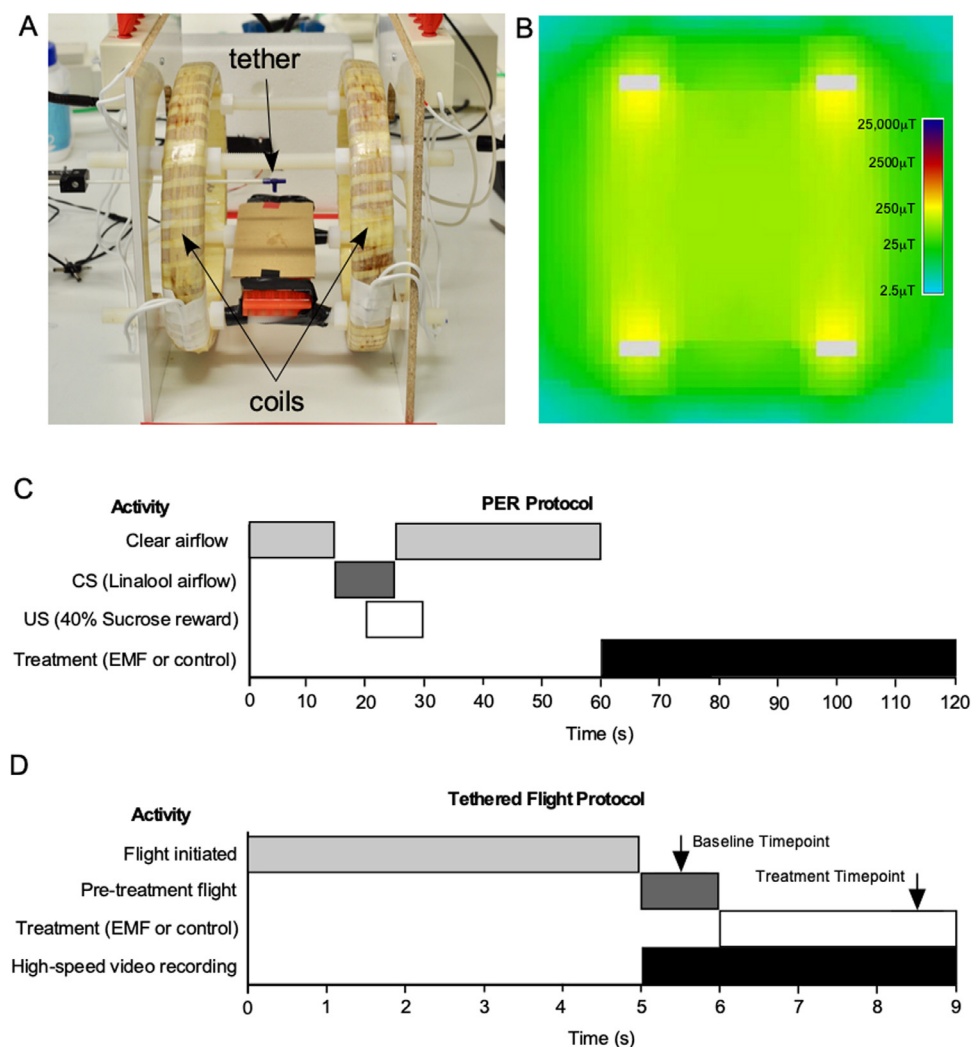 A
tether
coils
B
25,000μT
2500μT
250μT
25μT
2.5μT
C
Activity
PER Protocol
Clear airflow
CS (Linalool airflow)
US (40% Sucrose reward)
Treatment (EMF or control)
0 10 20 30 40 50 60 70 80 90 100 110 120
Time (s)
D
Activity
Tethered Flight Protocol
Flight initiated
Baseline Timepoint
Pre-treatment flight
Treatment Timepoint
Treatment (EMF or control)
High-speed video recording
0 1 2 3 4 5 6 7 8 9
Time (s)